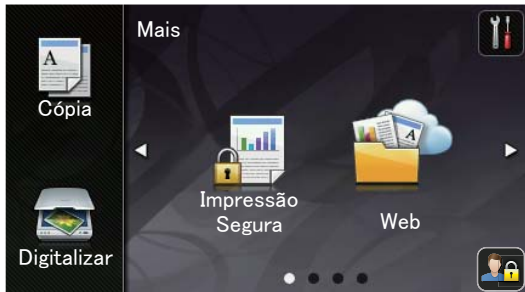 Mais
Cópia
Digitalizar
Impressão
Segura
Web
A
A